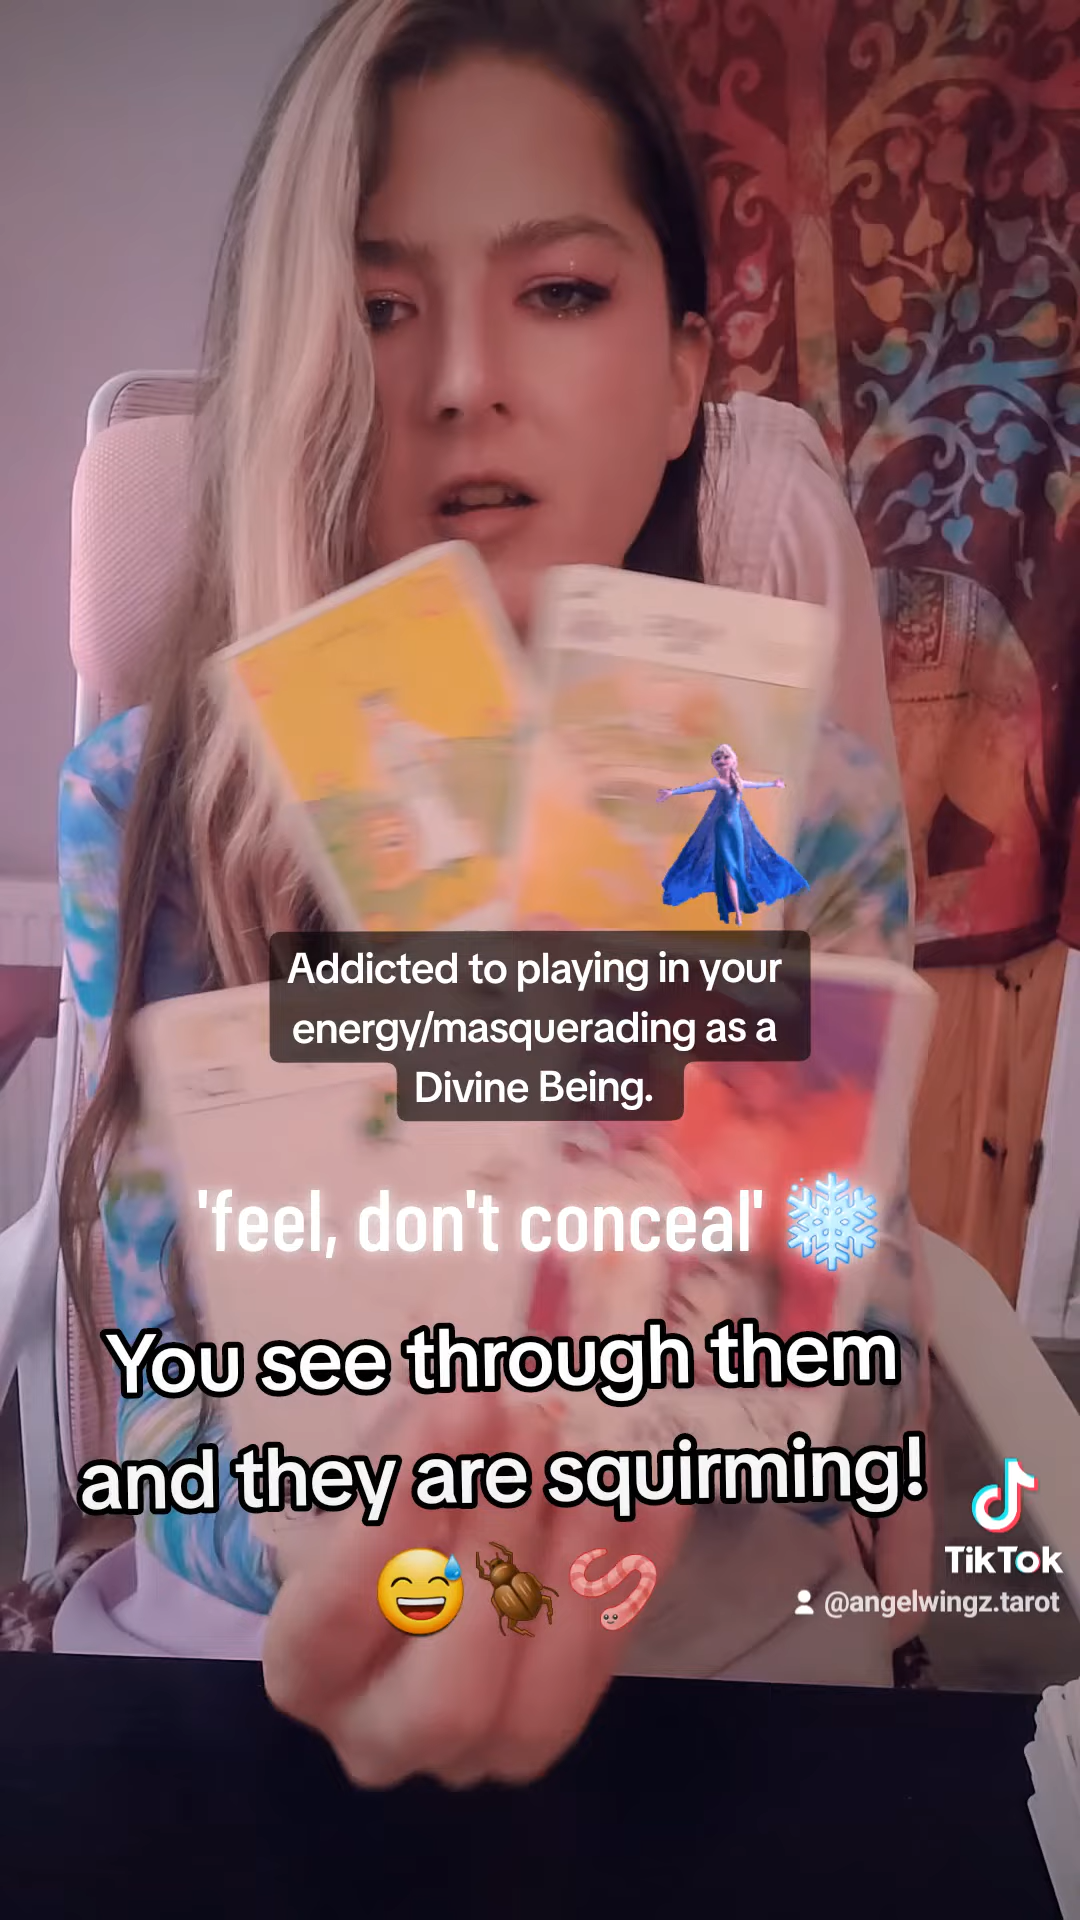 Addicted to playing in your
energy/masquerading as a
Divine Being.
'feel, don't conceal'
You see through them
and they are squirming!
TikTok
@angelwingz.tarot